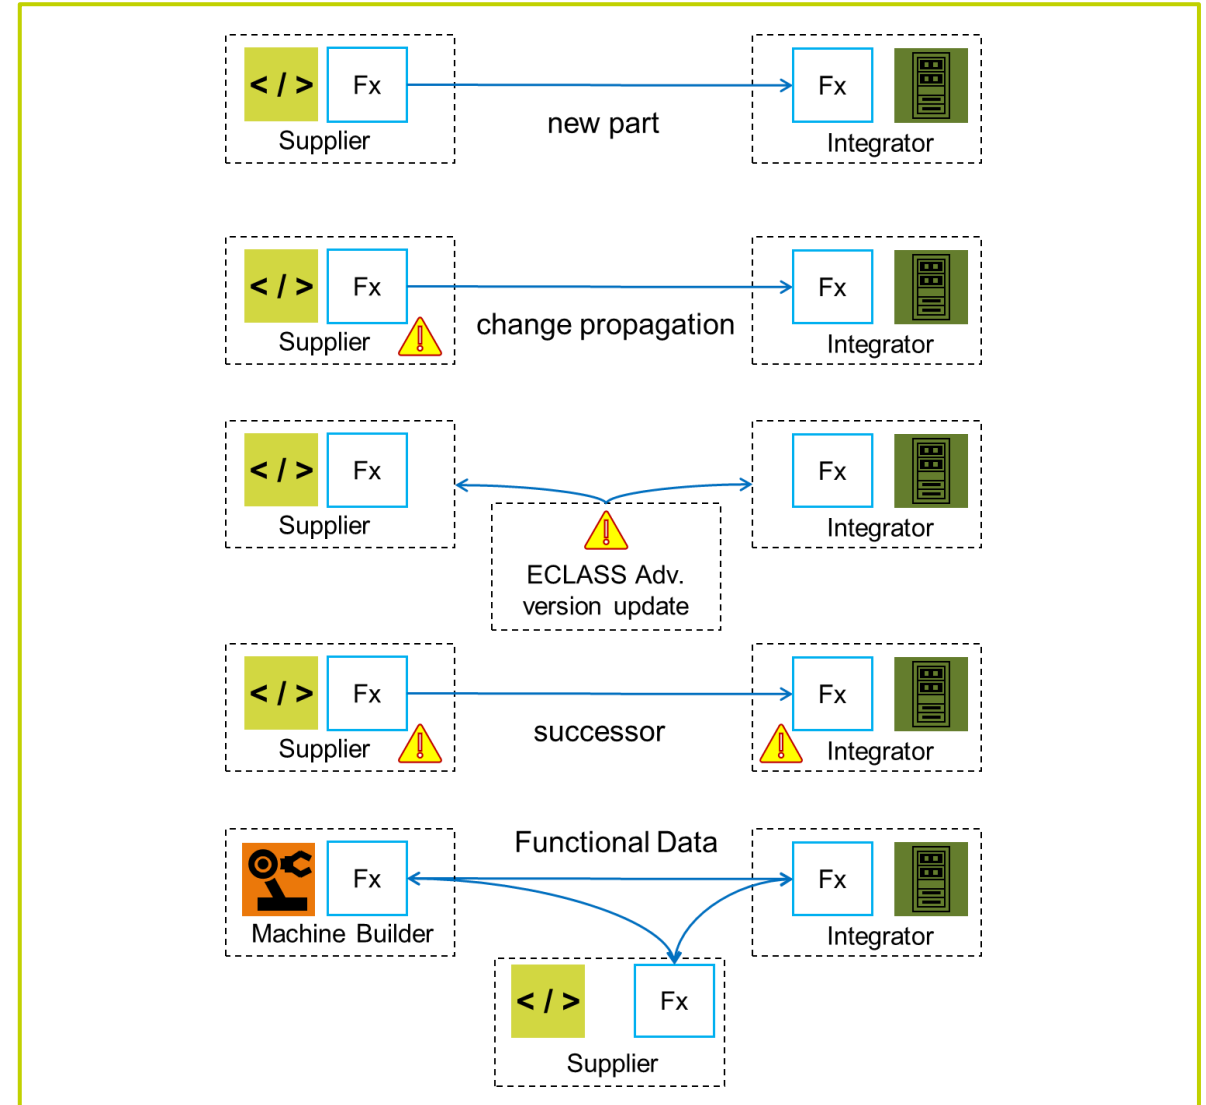 < / > Fx Fx
new part
Supplier Integrator
< / > Fx Fx
change propagation
Supplier Integrator
< / > Fx Fx
Supplier Integrator
ECLASS Adv.
version update
< / > Fx Fx
successor
Supplier Integrator
Functional Data
Fx Fx
Machine Builder Integrator
< / > Fx
Supplier